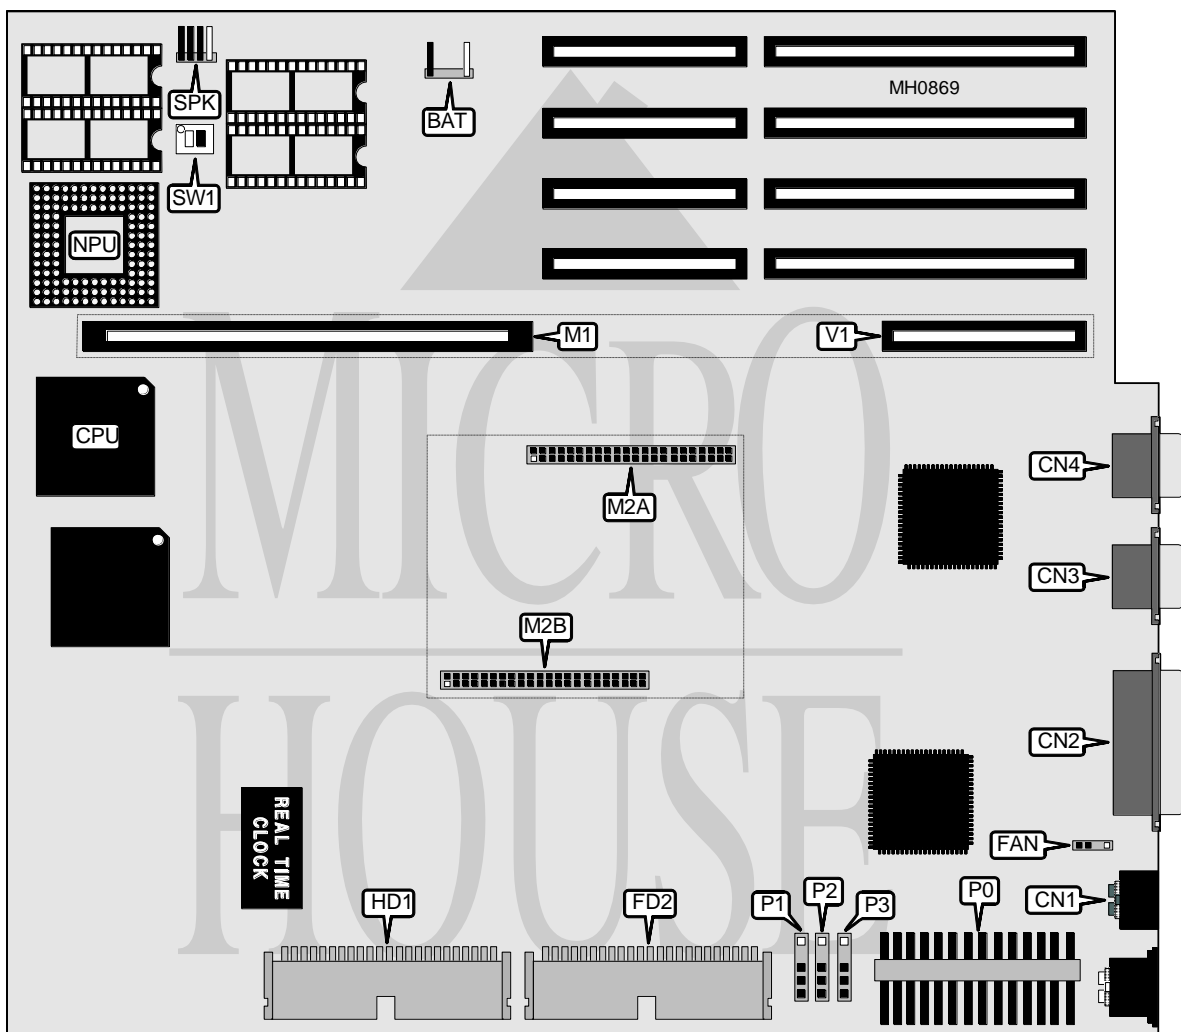 MH0869
SPK
BAT
SW1
NPU
M1
V1
CPU
CN4
M2A
CN3
M2B
CN2
REAL TIME
CLOCK
FAN
HD1
FD2
P1
P2
P3
P0
CN1
MICRO
HOUSE